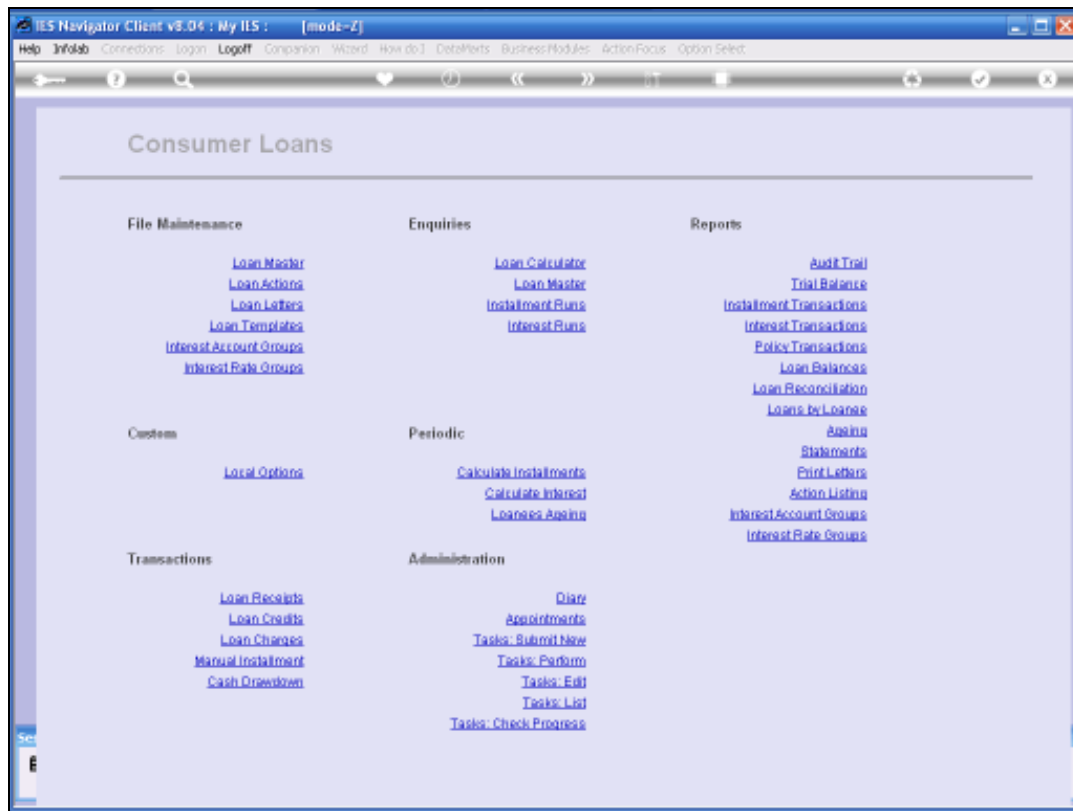 IES Navigator Client v8.04 : My IES : [mode=Z]
Help Infolab Connections Logon Logoff Companion Wizard How do I DataMarts Business Modules Action Focus Option Select
Consumer Loans
File Maintenance
Loan Master
Loan Actions
Loan Letters
Loan Templates
Interest Account Groups
Interest Rate Groups
Custom
Local Options
Transactions
Loan Receipts
Loan Credits
Loan Charges
Manual Installment
Cash Drawdown
Enquiries
Loan Calculator
Loan Master
Installment Runs
Interest Runs
Periodic
Calculate Installments
Calculate Interest
Loanees Ageing
Administration
Diary
Appointments
Tasks: Submit New
Tasks: Perform
Tasks: Edit
Tasks: List
Tasks: Check Progress
Reports
Audit Trail
Trial Balance
Installment Transactions
Interest Transactions
Policy Transactions
Loan Balances
Loan Reconciliation
Loans by Loanee
Ageing
Statements
Print Letters
Action Listing
Interest Account Groups
Interest Rate Groups